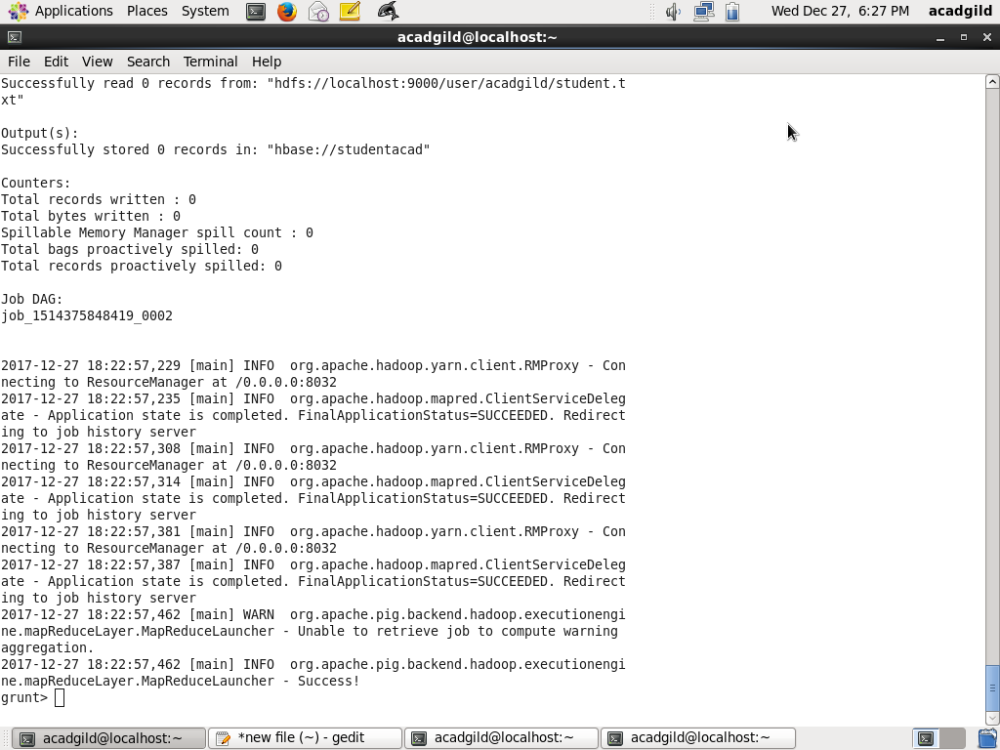 Applications Places System Wed Dec 27, 6:27 PM acadgild
acadgild@localhost:~
File Edit View Search Terminal Help
Successfully read 0 records from: "hdfs://localhost:9000/user/acadgild/student.t
xt"
Output(s):
Successfully stored 0 records in: "hbase://studentacad"
Counters:
Total records written : 0
Total bytes written : 0
Spillable Memory Manager spill count : 0
Total bags proactively spilled: 0
Total records proactively spilled: 0
Job DAG:
job_1514375848419_0002
2017-12-27 18:22:57,229 [main] INFO  org.apache.hadoop.yarn.client.RMProxy - Con
necting to ResourceManager at /0.0.0.0:8032
2017-12-27 18:22:57,235 [main] INFO  org.apache.hadoop.mapred.ClientServiceDeleg
ate - Application state is completed. FinalApplicationStatus=SUCCEEDED. Redirect
ing to job history server
2017-12-27 18:22:57,308 [main] INFO  org.apache.hadoop.yarn.client.RMProxy - Con
necting to ResourceManager at /0.0.0.0:8032
2017-12-27 18:22:57,314 [main] INFO  org.apache.hadoop.mapred.ClientServiceDeleg
ate - Application state is completed. FinalApplicationStatus=SUCCEEDED. Redirect
ing to job history server
2017-12-27 18:22:57,381 [main] INFO  org.apache.hadoop.yarn.client.RMProxy - Con
necting to ResourceManager at /0.0.0.0:8032
2017-12-27 18:22:57,387 [main] INFO  org.apache.hadoop.mapred.ClientServiceDeleg
ate - Application state is completed. FinalApplicationStatus=SUCCEEDED. Redirect
ing to job history server
2017-12-27 18:22:57,462 [main] WARN  org.apache.pig.backend.hadoop.executionengi
ne.mapReduceLayer.MapReduceLauncher - Unable to retrieve job to compute warning
aggregation.
2017-12-27 18:22:57,462 [main] INFO  org.apache.pig.backend.hadoop.executionengi
ne.mapReduceLayer.MapReduceLauncher - Success!
grunt>
acadgild@localhost:~ *new file (~) - gedit acadgild@localhost:~ acadgild@localhost:~